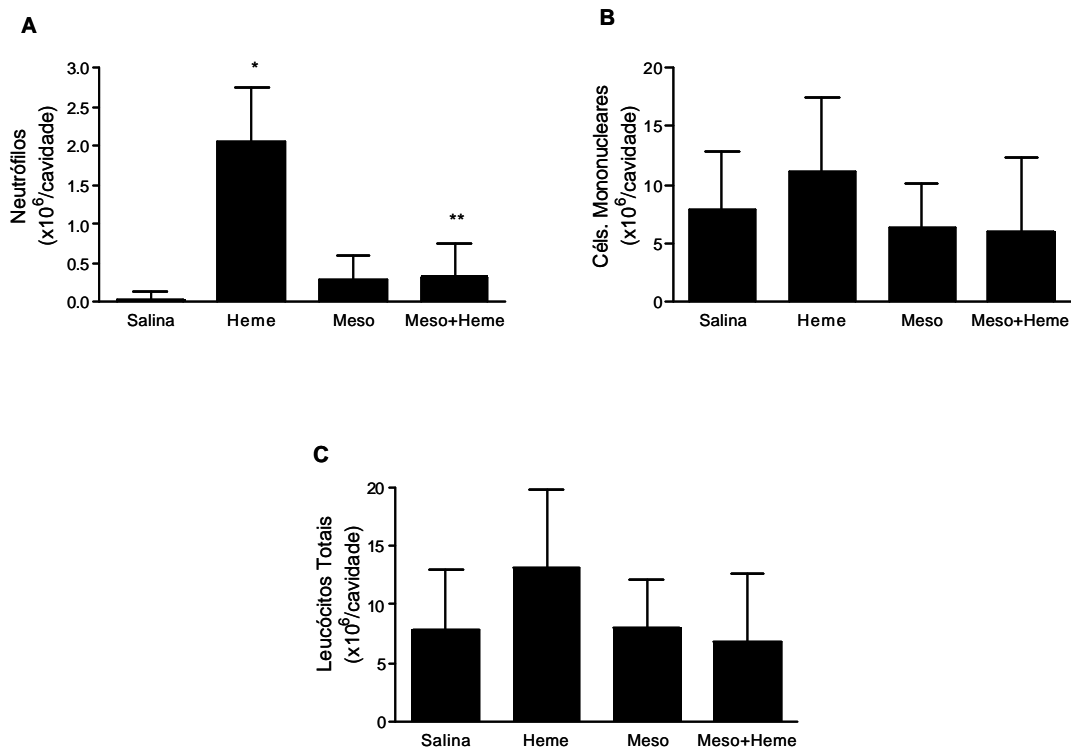 A
Neutrófilos
(x10⁶/cavidade)
3.0
2.5
2.0
1.5
1.0
0.5
0.0
*
**
Salina Heme Meso Meso+Heme
B
Céls. Mononucleares
(x10⁶/cavidade)
20
15
10
5
0
Salina Heme Meso Meso+Heme
C
Leucócitos Totais
(x10⁶/cavidade)
20
15
10
5
0
Salina Heme Meso Meso+Heme